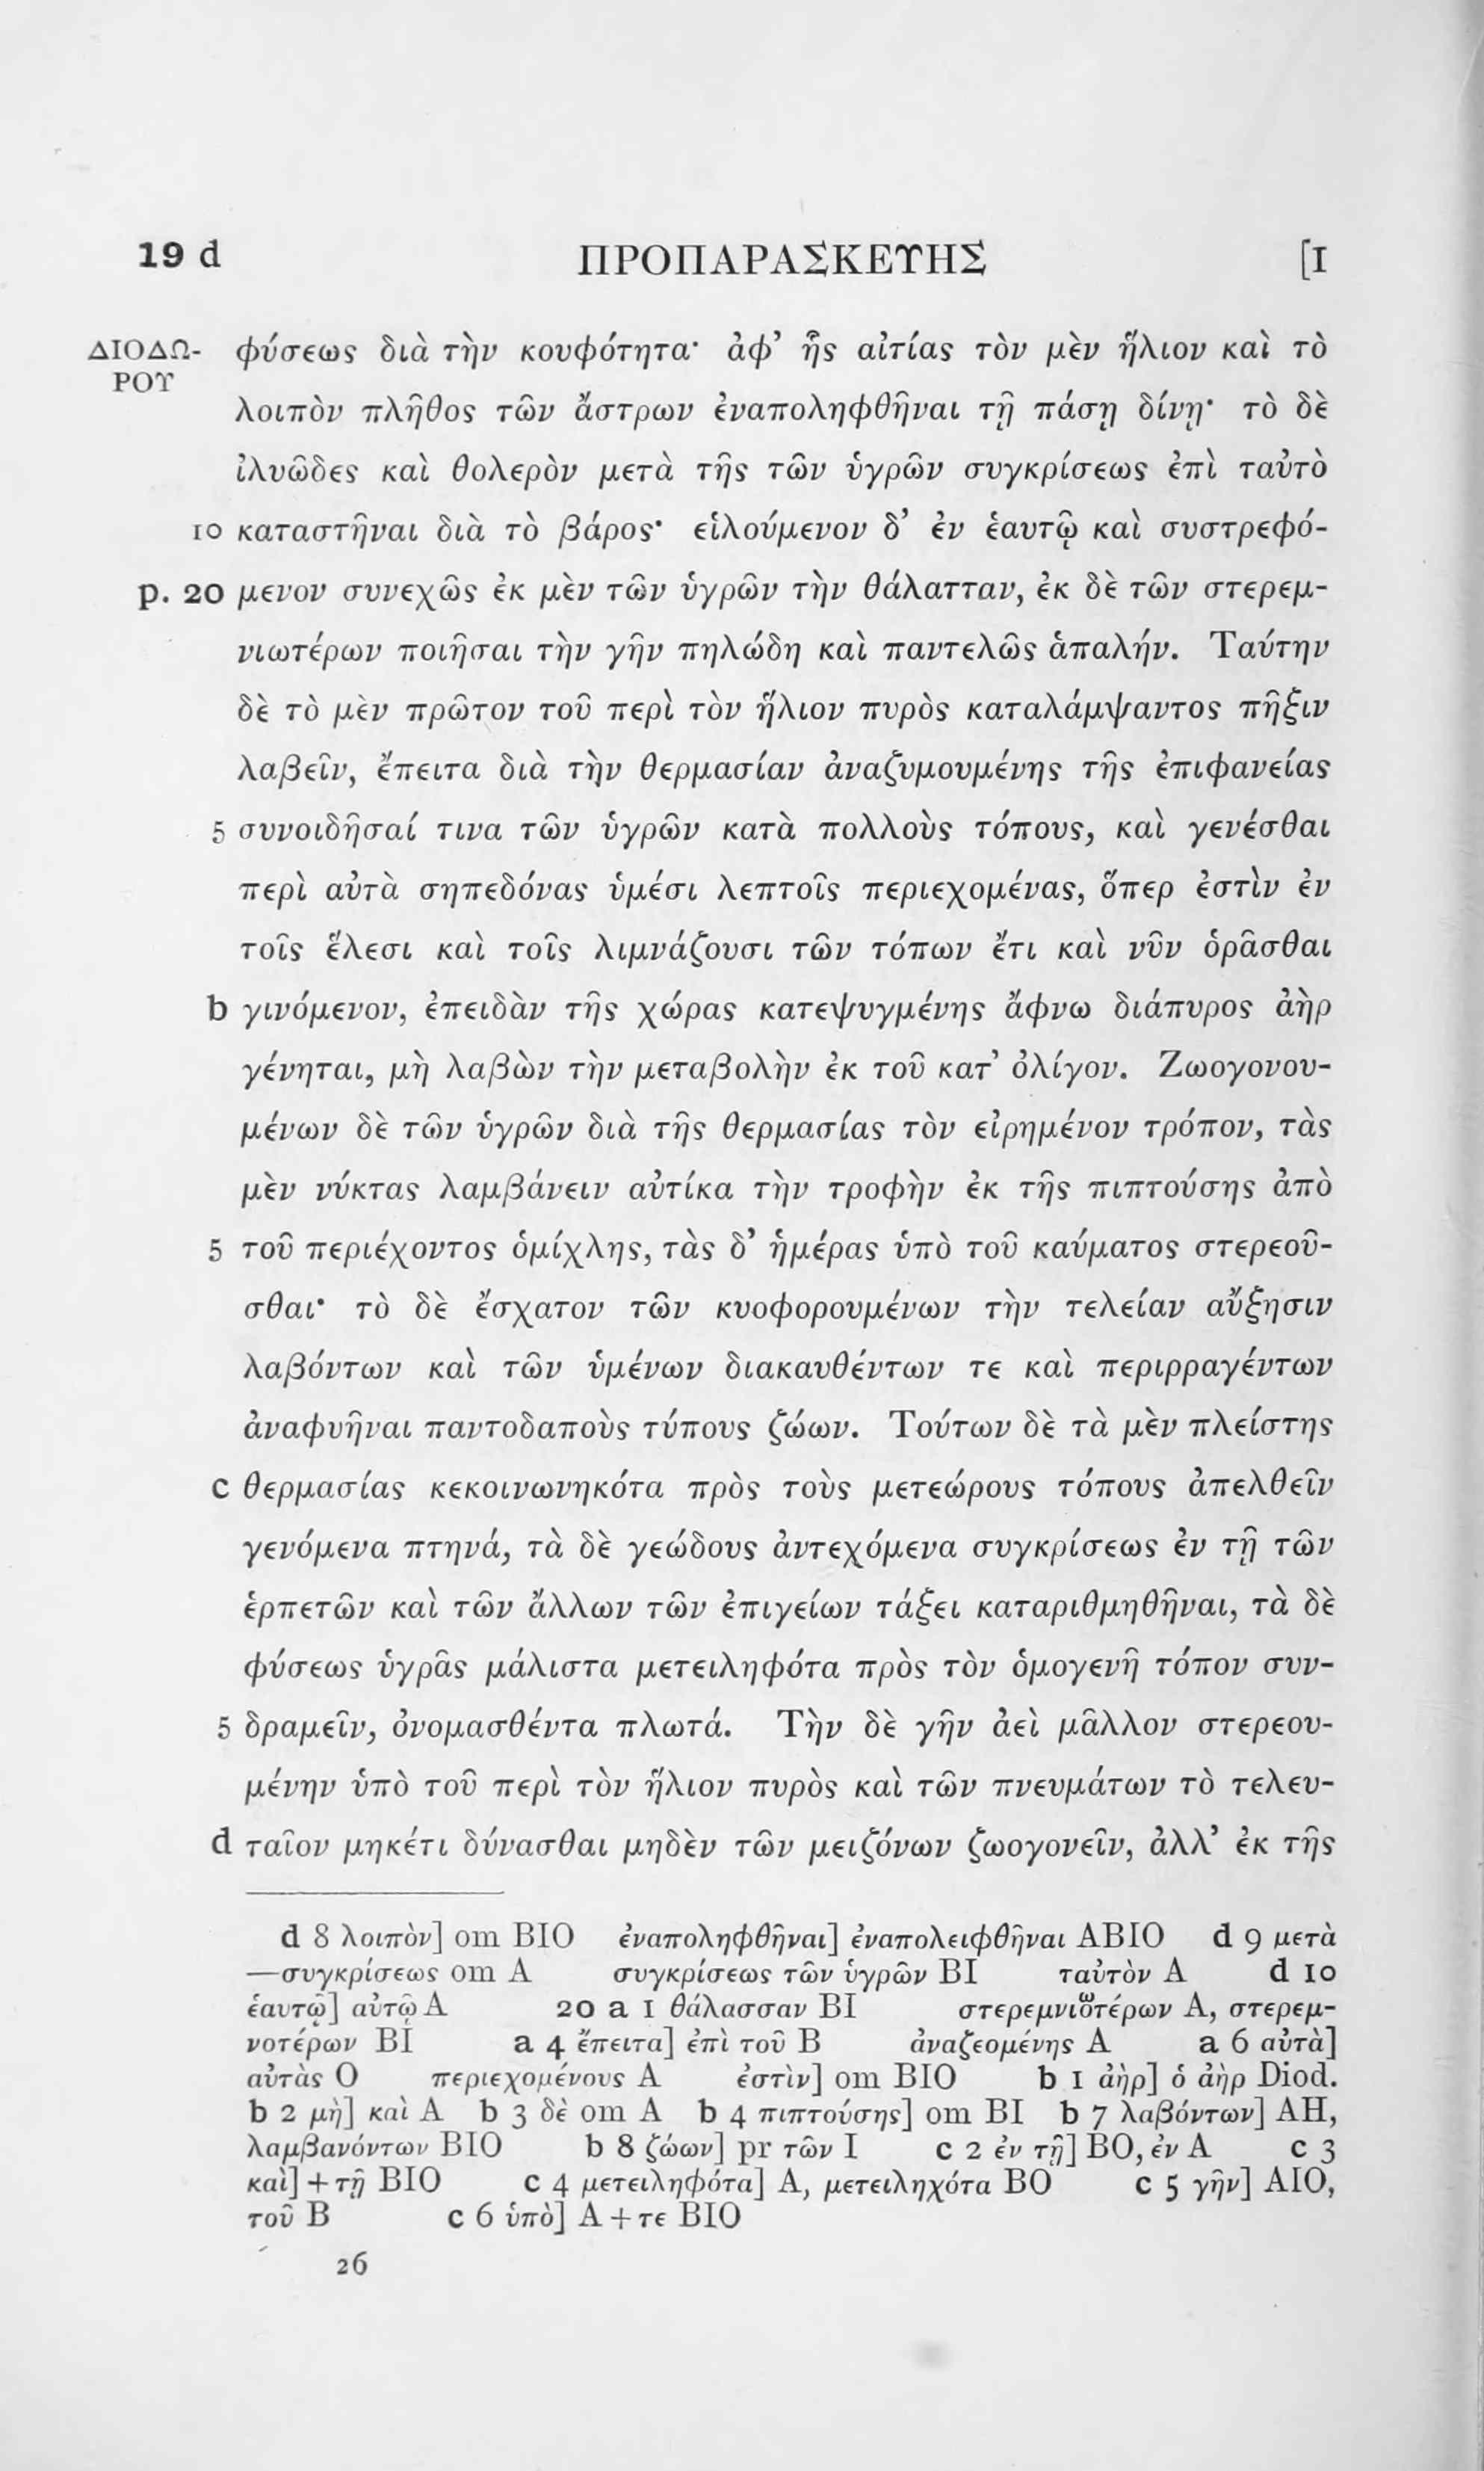 19 d ΠΡΟΠΑΡΑΣΚΕΥΗΣ [I
ΔΙΟΔΩ-
ΡΟΥ
φύσεως διὰ τὴν κουφότητα· ἀφ’ ἧς αἰτίας τὸν μὲν ἥλιον καὶ τὸ
λοιπὸν πλῆθος τῶν ἄστρων ἐναποληφθῆναι τῇ πάσῃ δίνῃ· τὸ δὲ
ἰλυῶδες καὶ θολερὸν μετὰ τῆς τῶν ὑγρῶν συγκρίσεως ἐπὶ ταὐτὸ
10 καταστῆναι διὰ τὸ βάρος· εἰλούμενον δ’ ἐν ἑαυτῷ καὶ συστρεφό-
p. 20 μενον συνεχῶς ἐκ μὲν τῶν ὑγρῶν τὴν θάλατταν, ἐκ δὲ τῶν στερεμ-
νιωτέρων ποιῆσαι τὴν γῆν πηλώδη καὶ παντελῶς ἁπαλήν. Ταύτην
δὲ τὸ μὲν πρῶτον τοῦ περὶ τὸν ἥλιον πυρὸς καταλάμψαντος πῆξιν
λαβεῖν, ἔπειτα διὰ τὴν θερμασίαν ἀναζυμουμένης τῆς ἐπιφανείας
5 συνοιδῆσαί τινα τῶν ὑγρῶν κατὰ πολλοὺς τόπους, καὶ γενέσθαι
περὶ αὐτὰ σηπεδόνας ὑμέσι λεπτοῖς περιεχομένας, ὅπερ ἐστὶν ἐν
τοῖς ἕλεσι καὶ τοῖς λιμνάζουσι τῶν τόπων ἔτι καὶ νῦν ὁρᾶσθαι
b γινόμενον, ἐπειδὰν τῆς χώρας κατεψυγμένης ἄφνω διάπυρος ἀὴρ
γένηται, μὴ λαβὼν τὴν μεταβολὴν ἐκ τοῦ κατ’ ὀλίγον. Ζωογονου-
μένων δὲ τῶν ὑγρῶν διὰ τῆς θερμασίας τὸν εἰρημένον τρόπον, τὰς
μὲν νύκτας λαμβάνειν αὐτίκα τὴν τροφὴν ἐκ τῆς πιπτούσης ἀπὸ
5 τοῦ περιέχοντος ὁμίχλης, τὰς δ’ ἡμέρας ὑπὸ τοῦ καύματος στερεοῦ-
σθαι· τὸ δὲ ἔσχατον τῶν κυοφορουμένων τὴν τελείαν αὔξησιν
λαβόντων καὶ τῶν ὑμένων διακαυθέντων τε καὶ περιρραγέντων
ἀναφυῆναι παντοδαποὺς τύπους ζώων. Τούτων δὲ τὰ μὲν πλείστης
c θερμασίας κεκοινωνηκότα πρὸς τοὺς μετεώρους τόπους ἀπελθεῖν
γενόμενα πτηνά, τὰ δὲ γεώδους ἀντεχόμενα συγκρίσεως ἐν τῇ τῶν
ἑρπετῶν καὶ τῶν ἄλλων τῶν ἐπιγείων τάξει καταριθμηθῆναι, τὰ δὲ
φύσεως ὑγρᾶς μάλιστα μετειληφότα πρὸς τὸν ὁμογενῆ τόπον συν-
5 δραμεῖν, ὀνομασθέντα πλωτά. Τὴν δὲ γῆν ἀεὶ μᾶλλον στερεου-
μένην ὑπὸ τοῦ περὶ τὸν ἥλιον πυρὸς καὶ τῶν πνευμάτων τὸ τελευ-
d ταῖον μηκέτι δύνασθαι μηδὲν τῶν μειζόνων ζωογονεῖν, ἀλλ’ ἐκ τῆς
d 8 λοιπὸν] om BIO ἐναποληφθῆναι] ἐναπολειφθῆναι ABIO d 9 μετὰ
—συγκρίσεως om A συγκρίσεως τῶν ὑγρῶν BI ταὐτὸν A d 10
ἑαυτῷ] αὐτῷ A 20 a 1 θάλασσαν BI στερεμνιοτέρων A, στερεμ-
νοτέρων BI a 4 ἔπειτα] ἐπὶ τοῦ B ἀναζεομένης A a 6 αὐτὰ]
αὐτὰς O περιεχομένους A ἐστὶν] om BIO b 1 ἀὴρ] ὁ ἀὴρ Diod.
b 2 μὴ] καὶ A b 3 δὲ om A b 4 πιπτούσης] om BI b 7 λαβόντων] AH,
λαμβανόντων BIO b 8 ζώων] pr τῶν I c 2 ἐν τῇ] BO, ἐν A c 3
καὶ] + τῇ BIO c 4 μετειληφότα] A, μετειληχότα BO c 5 γῆν] AIO,
τοῦ B c 6 ὑπὸ] A + τε BIO
26